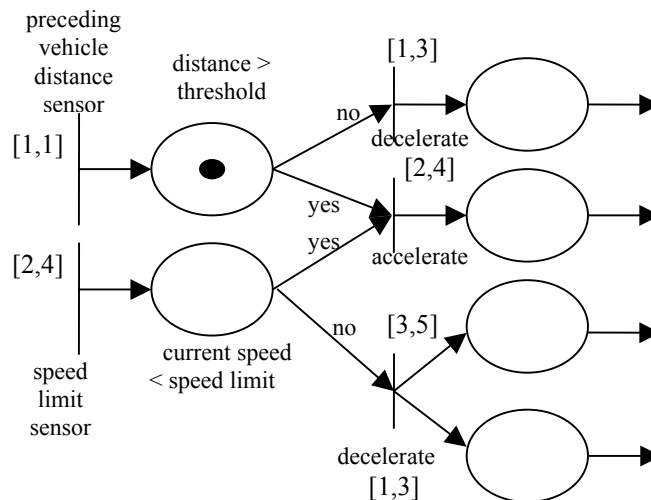 preceding
vehicle
distance
sensor
[1,1]
distance >
threshold
[1,3]
no
decelerate
[2,4]
yes
yes
accelerate
[2,4]
speed
limit
sensor
current speed
< speed limit
no
[3,5]
decelerate
[1,3]